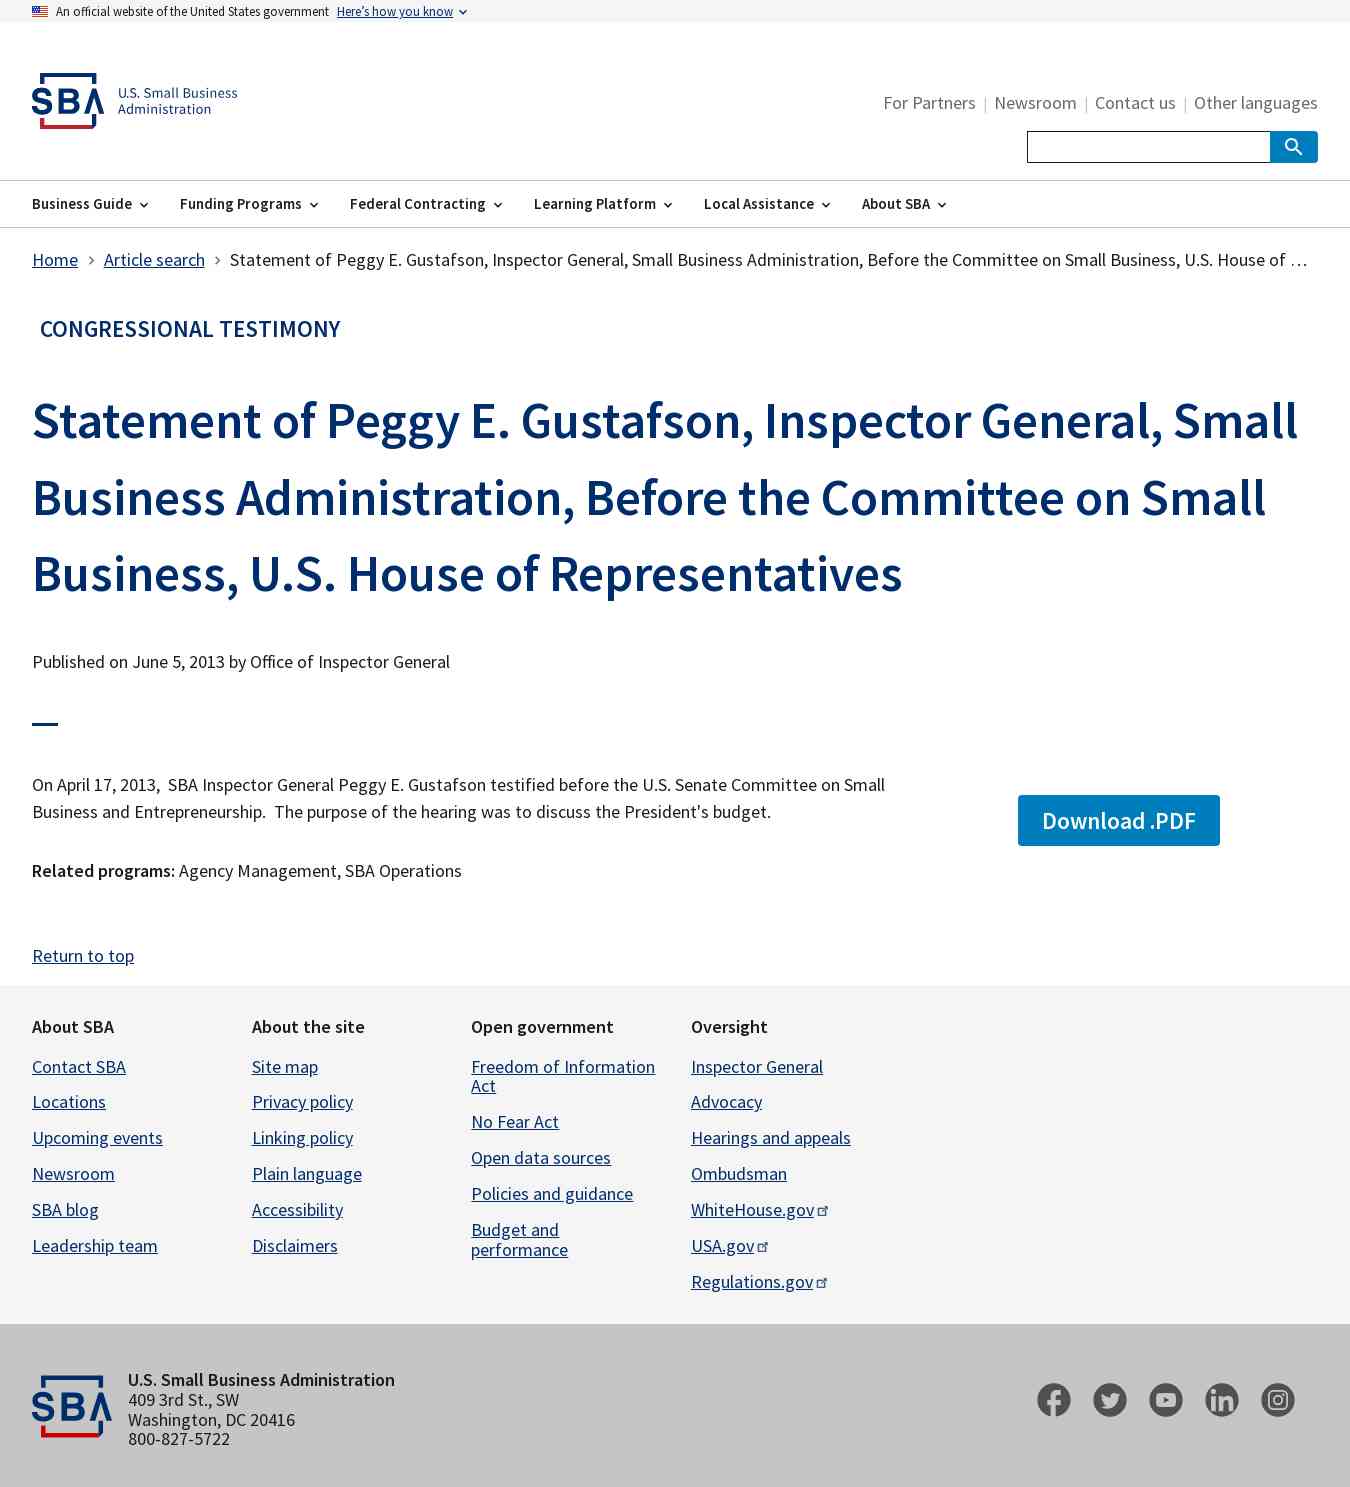 An official website of the United States government Here’s how you know
SBA U.S. Small Business
Administration
For Partners | Newsroom | Contact us | Other languages
Business Guide Funding Programs Federal Contracting Learning Platform Local Assistance About SBA
Home Article search Statement of Peggy E. Gustafson, Inspector General, Small Business Administration, Before the Committee on Small Business, U.S. House of …
CONGRESSIONAL TESTIMONY
Statement of Peggy E. Gustafson, Inspector General, Small
Business Administration, Before the Committee on Small
Business, U.S. House of Representatives
Published on June 5, 2013 by Office of Inspector General
On April 17, 2013,  SBA Inspector General Peggy E. Gustafson testified before the U.S. Senate Committee on Small
Business and Entrepreneurship.  The purpose of the hearing was to discuss the President's budget.
Download .PDF
Related programs: Agency Management, SBA Operations
Return to top
About SBA
Contact SBA
Locations
Upcoming events
Newsroom
SBA blog
Leadership team
About the site
Site map
Privacy policy
Linking policy
Plain language
Accessibility
Disclaimers
Open government
Freedom of Information
Act
No Fear Act
Open data sources
Policies and guidance
Budget and
performance
Oversight
Inspector General
Advocacy
Hearings and appeals
Ombudsman
WhiteHouse.gov
USA.gov
Regulations.gov
SBA
U.S. Small Business Administration
409 3rd St., SW
Washington, DC 20416
800-827-5722